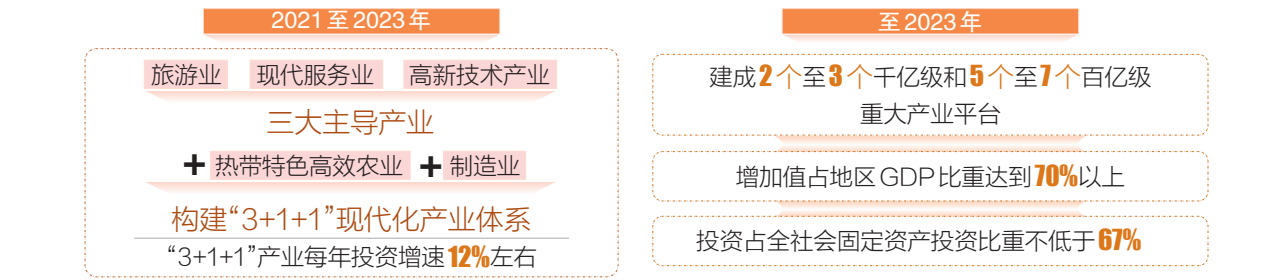 2021至2023年
旅游业 现代服务业 高新技术产业
三大主导产业
+热带特色高效农业+制造业
构建“3+1+1”现代化产业体系
“3+1+1”产业每年投资增速12%左右
至2023年
建成2个至3个千亿级和5个至7个百亿级
重大产业平台
增加值占地区GDP比重达到70%以上
投资占全社会固定资产投资比重不低于67%